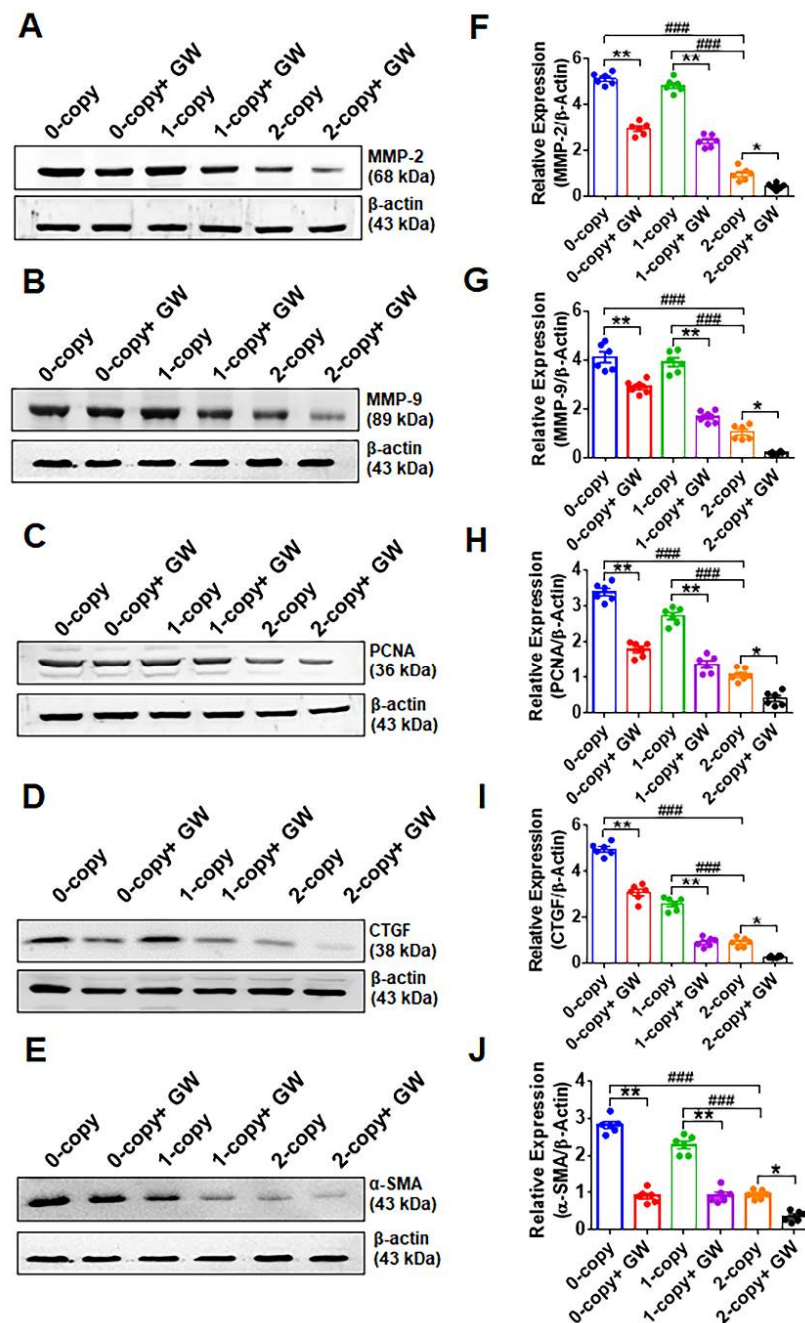 A
0-copy
0-copy+ GW
1-copy
1-copy+ GW
2-copy
2-copy+ GW
MMP-2
(68 kDa)
β-actin
(43 kDa)
B
0-copy
0-copy+ GW
1-copy
1-copy+ GW
2-copy
2-copy+ GW
MMP-9
(89 kDa)
β-actin
(43 kDa)
C
0-copy
0-copy+ GW
1-copy
1-copy+ GW
2-copy
2-copy+ GW
PCNA
(36 kDa)
β-actin
(43 kDa)
D
0-copy
0-copy+ GW
1-copy
1-copy+ GW
2-copy
2-copy+ GW
CTGF
(38 kDa)
β-actin
(43 kDa)
E
0-copy
0-copy+ GW
1-copy
1-copy+ GW
2-copy
2-copy+ GW
α-SMA
(43 kDa)
β-actin
(43 kDa)
F
Relative Expression
(MMP-2/β-Actin)
###
###
** ** *
6
4
2
0
0-copy
0-copy+ GW
1-copy
1-copy+ GW
2-copy
2-copy+ GW
G
Relative Expression
(MMP-9/β-Actin)
###
###
** ** *
6
4
2
0
0-copy
0-copy+ GW
1-copy
1-copy+ GW
2-copy
2-copy+ GW
H
Relative Expression
(PCNA/β-Actin)
###
###
** ** *
4
3
2
1
0
0-copy
0-copy+ GW
1-copy
1-copy+ GW
2-copy
2-copy+ GW
I
Relative Expression
(CTGF/β-Actin)
###
###
** ** *
6
4
2
0
0-copy
0-copy+ GW
1-copy
1-copy+ GW
2-copy
2-copy+ GW
J
Relative Expression
(α-SMA/β-Actin)
###
###
** ** *
4
3
2
1
0
0-copy
0-copy+ GW
1-copy
1-copy+ GW
2-copy
2-copy+ GW